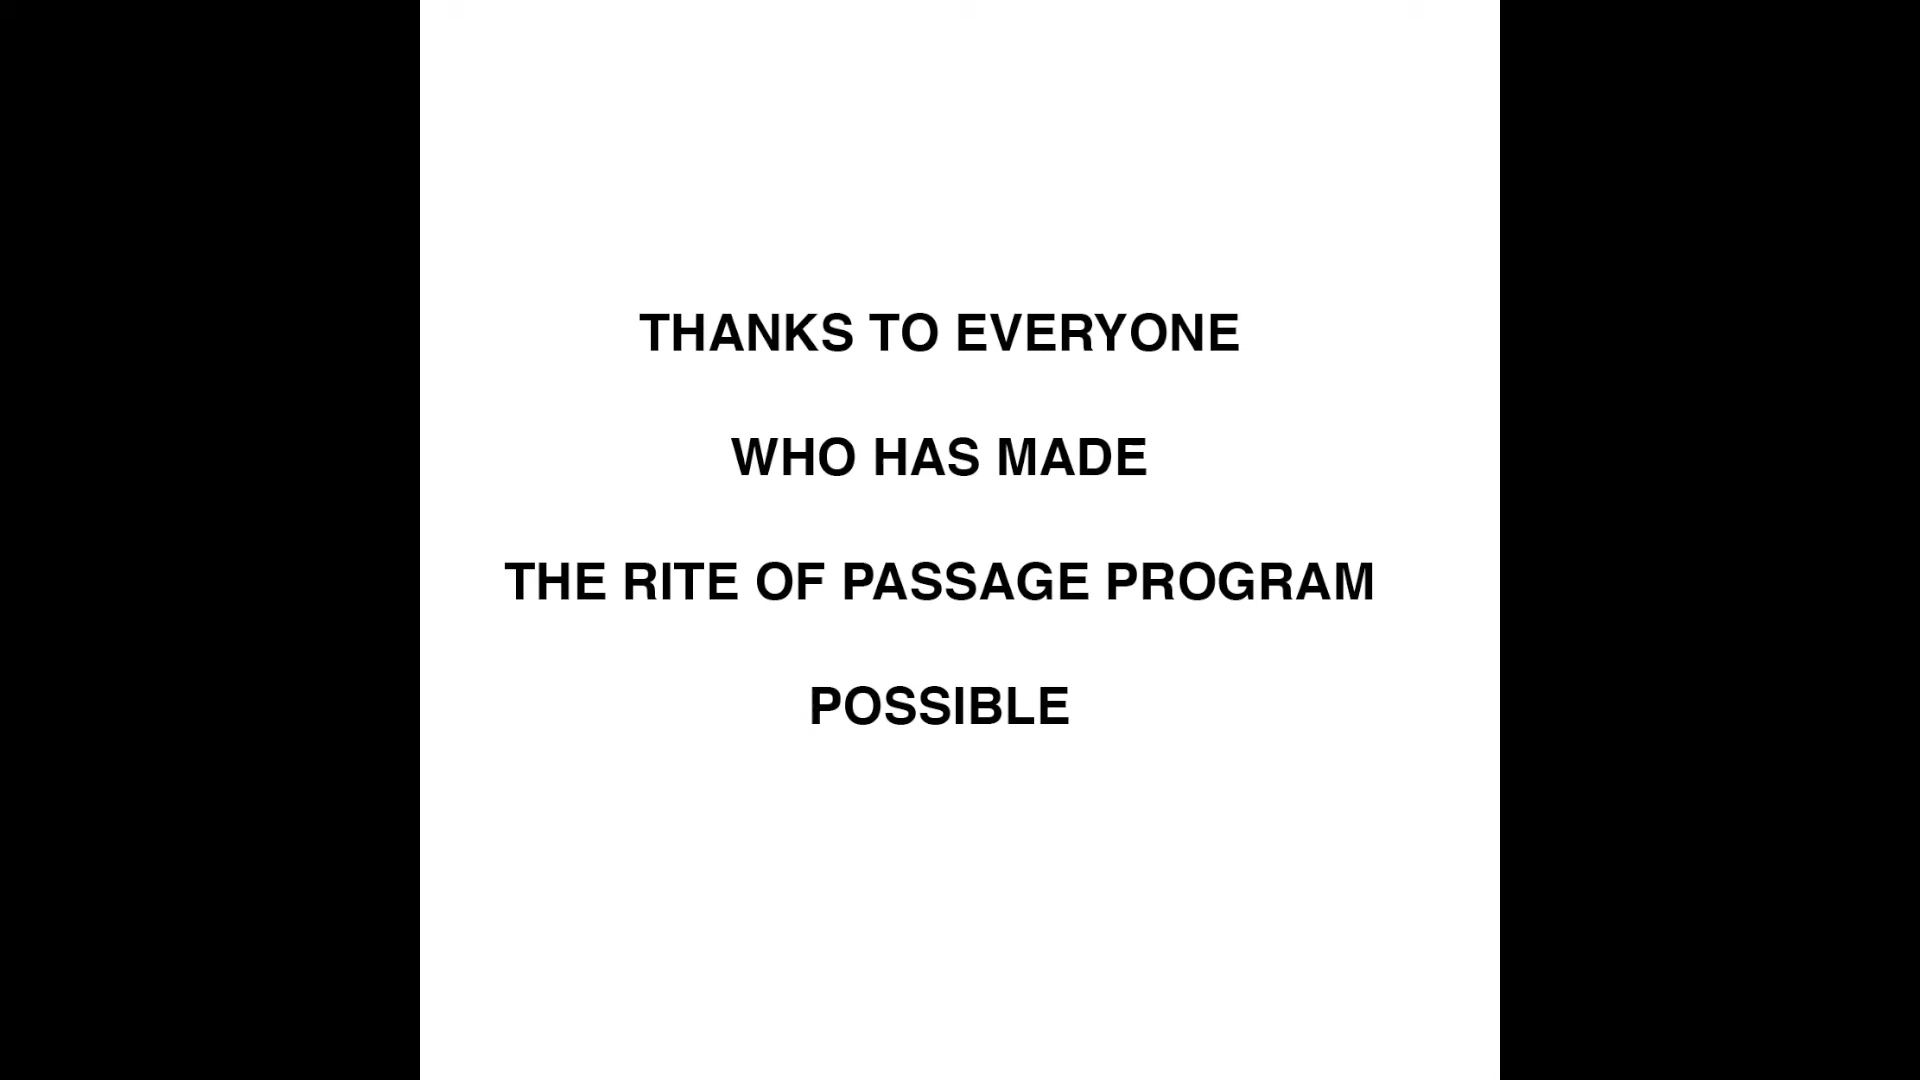 THANKS TO EVERYONE
WHO HAS MADE
THE RITE OF PASSAGE PROGRAM
POSSIBLE